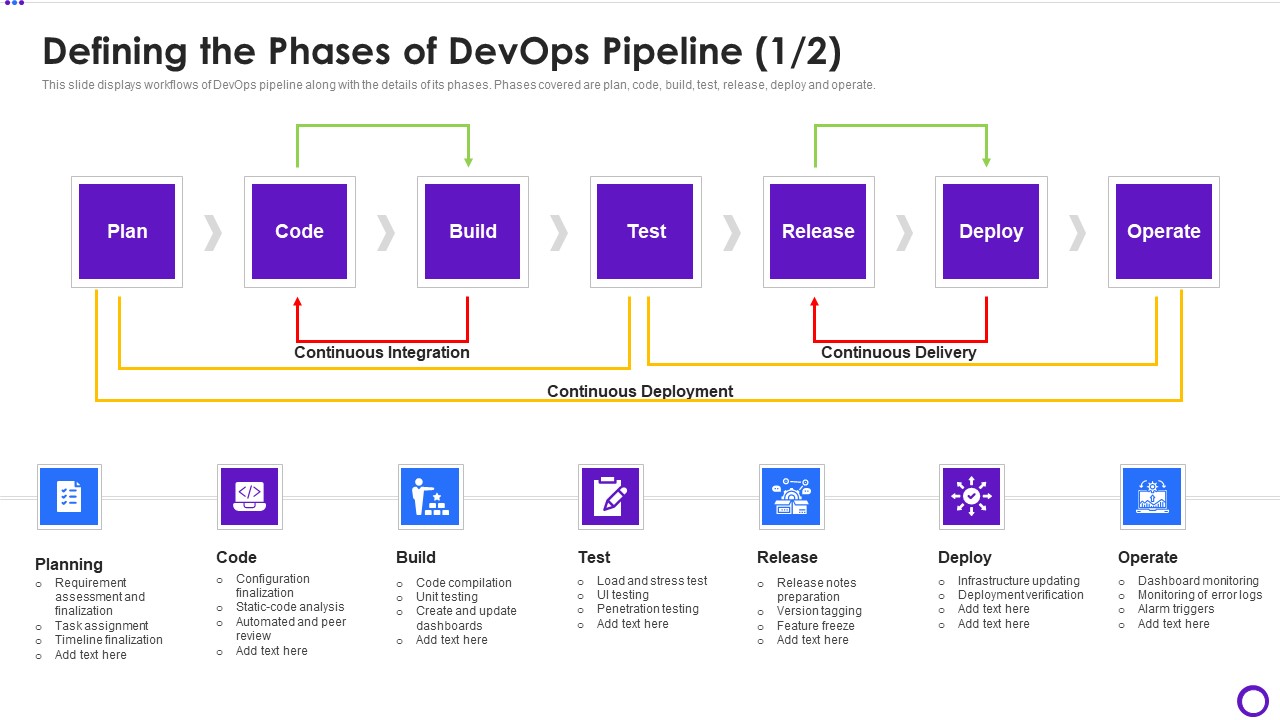 Defining the Phases of DevOps Pipeline (1/2)
This slide displays workflows of DevOps pipeline along with the details of its phases. Phases covered are plan, code, build, test, release, deploy and operate.
Plan
Code
Build
Test
Release
Deploy
Operate
Continuous Integration
Continuous Delivery
Continuous Deployment
Planning
o Requirement
assessment and
finalization
o Task assignment
o Timeline finalization
o Add text here
Code
o Configuration
finalization
o Static-code analysis
o Automated and peer
review
o Add text here
Build
o Code compilation
o Unit testing
o Create and update
dashboards
o Add text here
Test
o Load and stress test
o UI testing
o Penetration testing
o Add text here
Release
o Release notes
preparation
o Version tagging
o Feature freeze
o Add text here
Deploy
o Infrastructure updating
o Deployment verification
o Add text here
o Add text here
Operate
o Dashboard monitoring
o Monitoring of error logs
o Alarm triggers
o Add text here